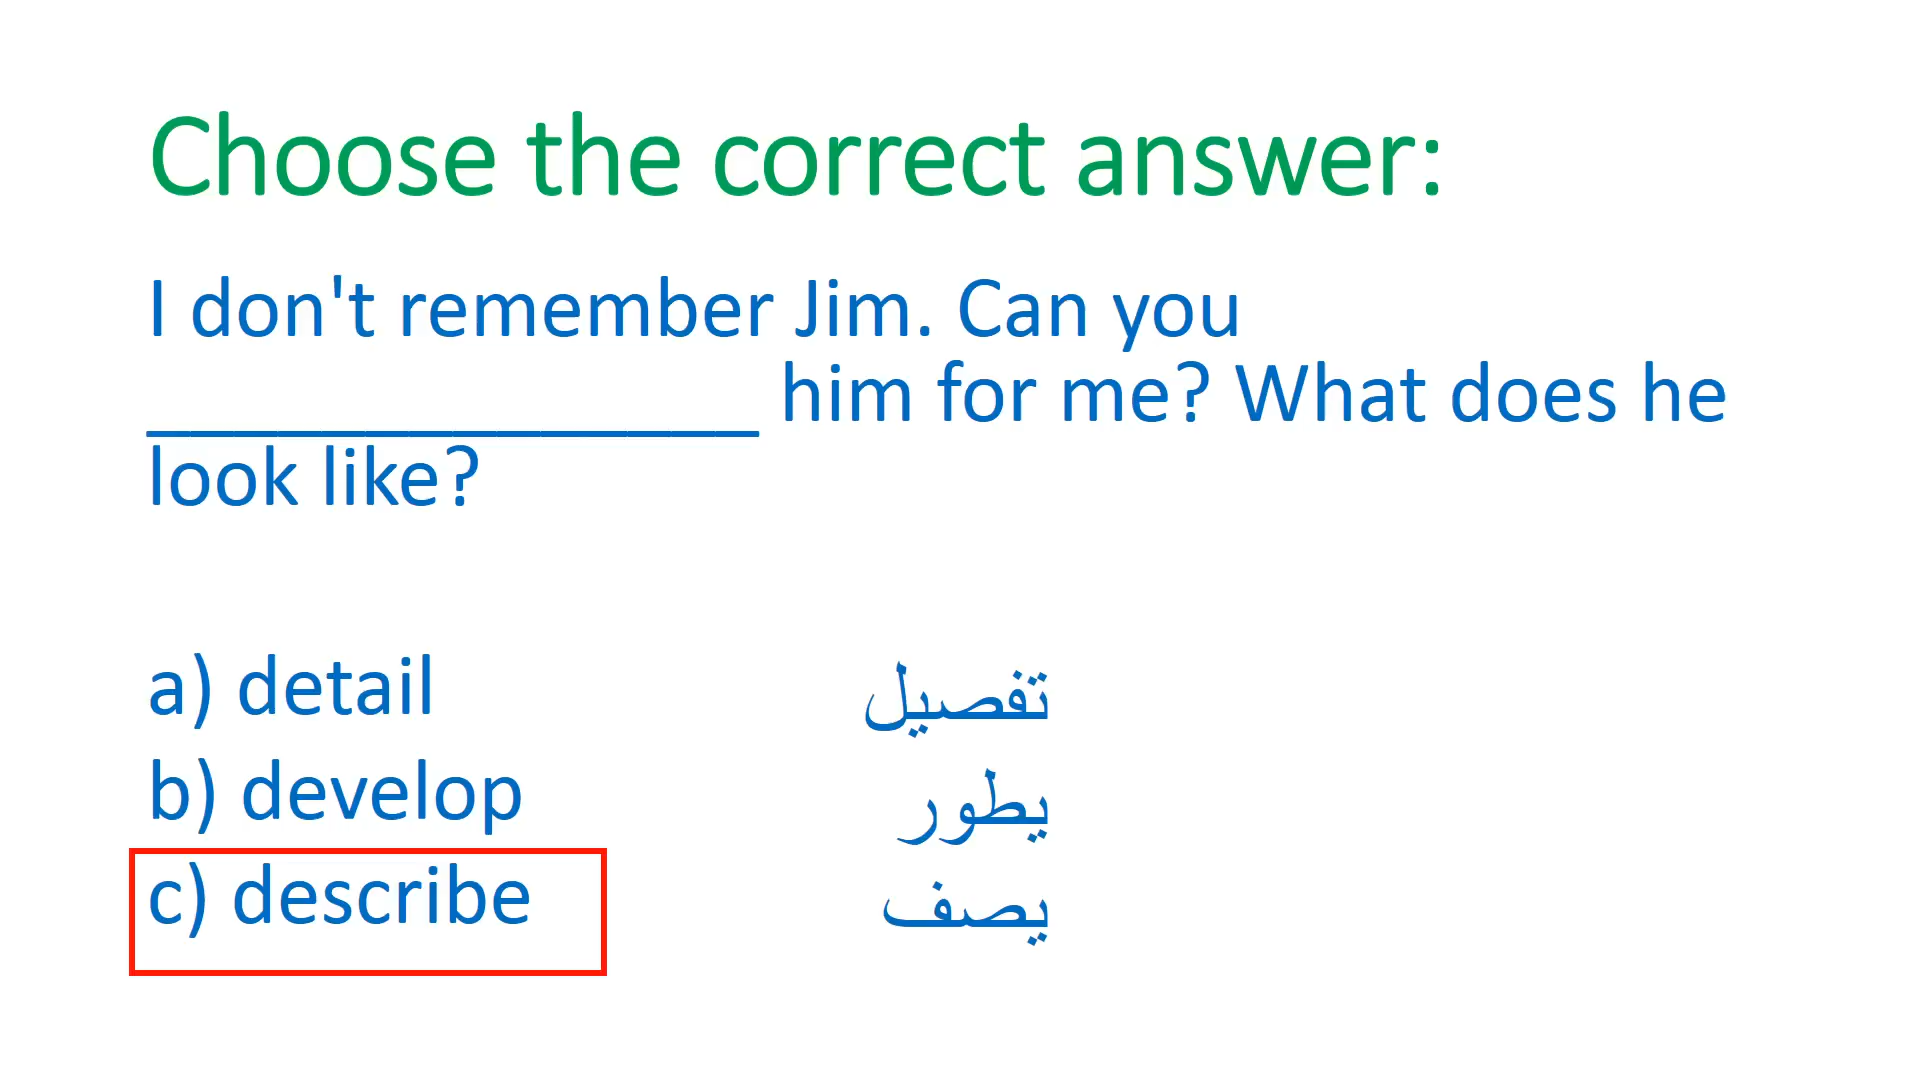 Choose the correct answer:
I don't remember Jim. Can you
______________ him for me? What does he
look like?
a) detail تفصيل
b) develop يطور
c) describe يصف